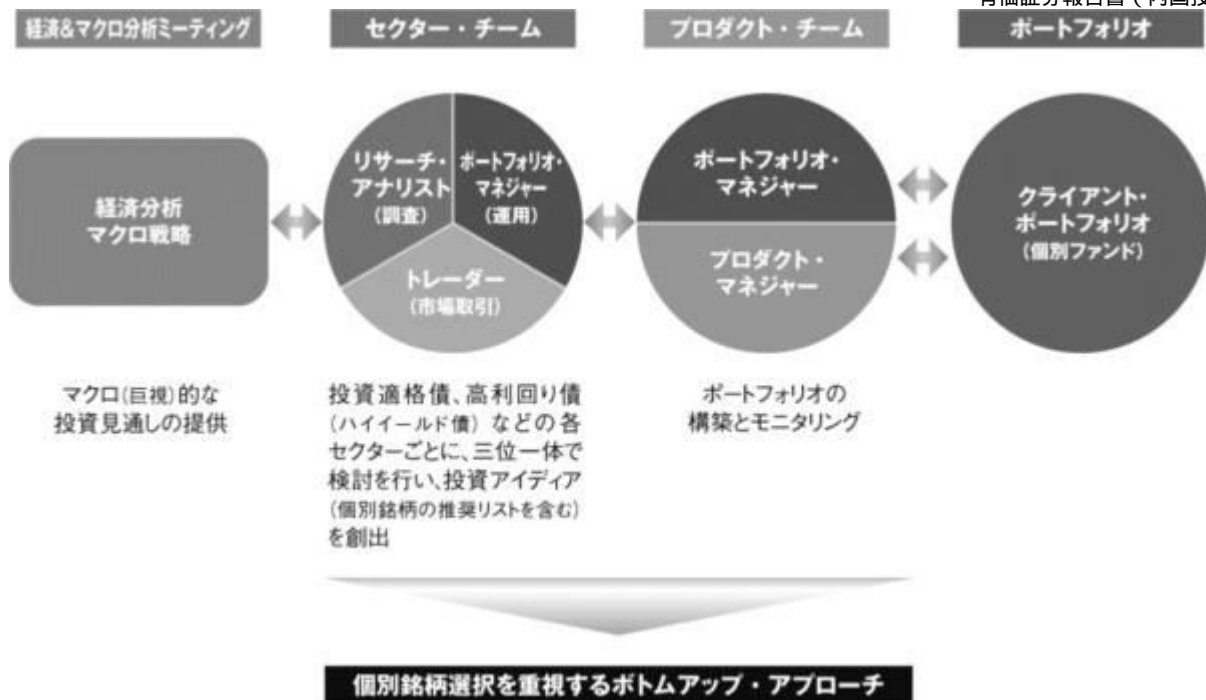 有価証券報告書（内国投
経済&マクロ分析ミーティング
セクター・チーム
プロダクト・チーム
ポートフォリオ
経済分析
マクロ戦略
リサーチ・
アナリスト
（調査）
ポートフォリオ・
マネジャー
（運用）
トレーダー
（市場取引）
ポートフォリオ・
マネジャー
プロダクト・
マネジャー
クライアント・
ポートフォリオ
（個別ファンド）
マクロ（巨視）的な
投資見通しの提供
投資適格債、高利回り債
（ハイイールド債）などの各
セクターごとに、三位一体で
検討を行い、投資アイディア
（個別銘柄の推奨リストを含む）
を創出
ポートフォリオの
構築とモニタリング
個別銘柄選択を重視するボトムアップ・アプローチ